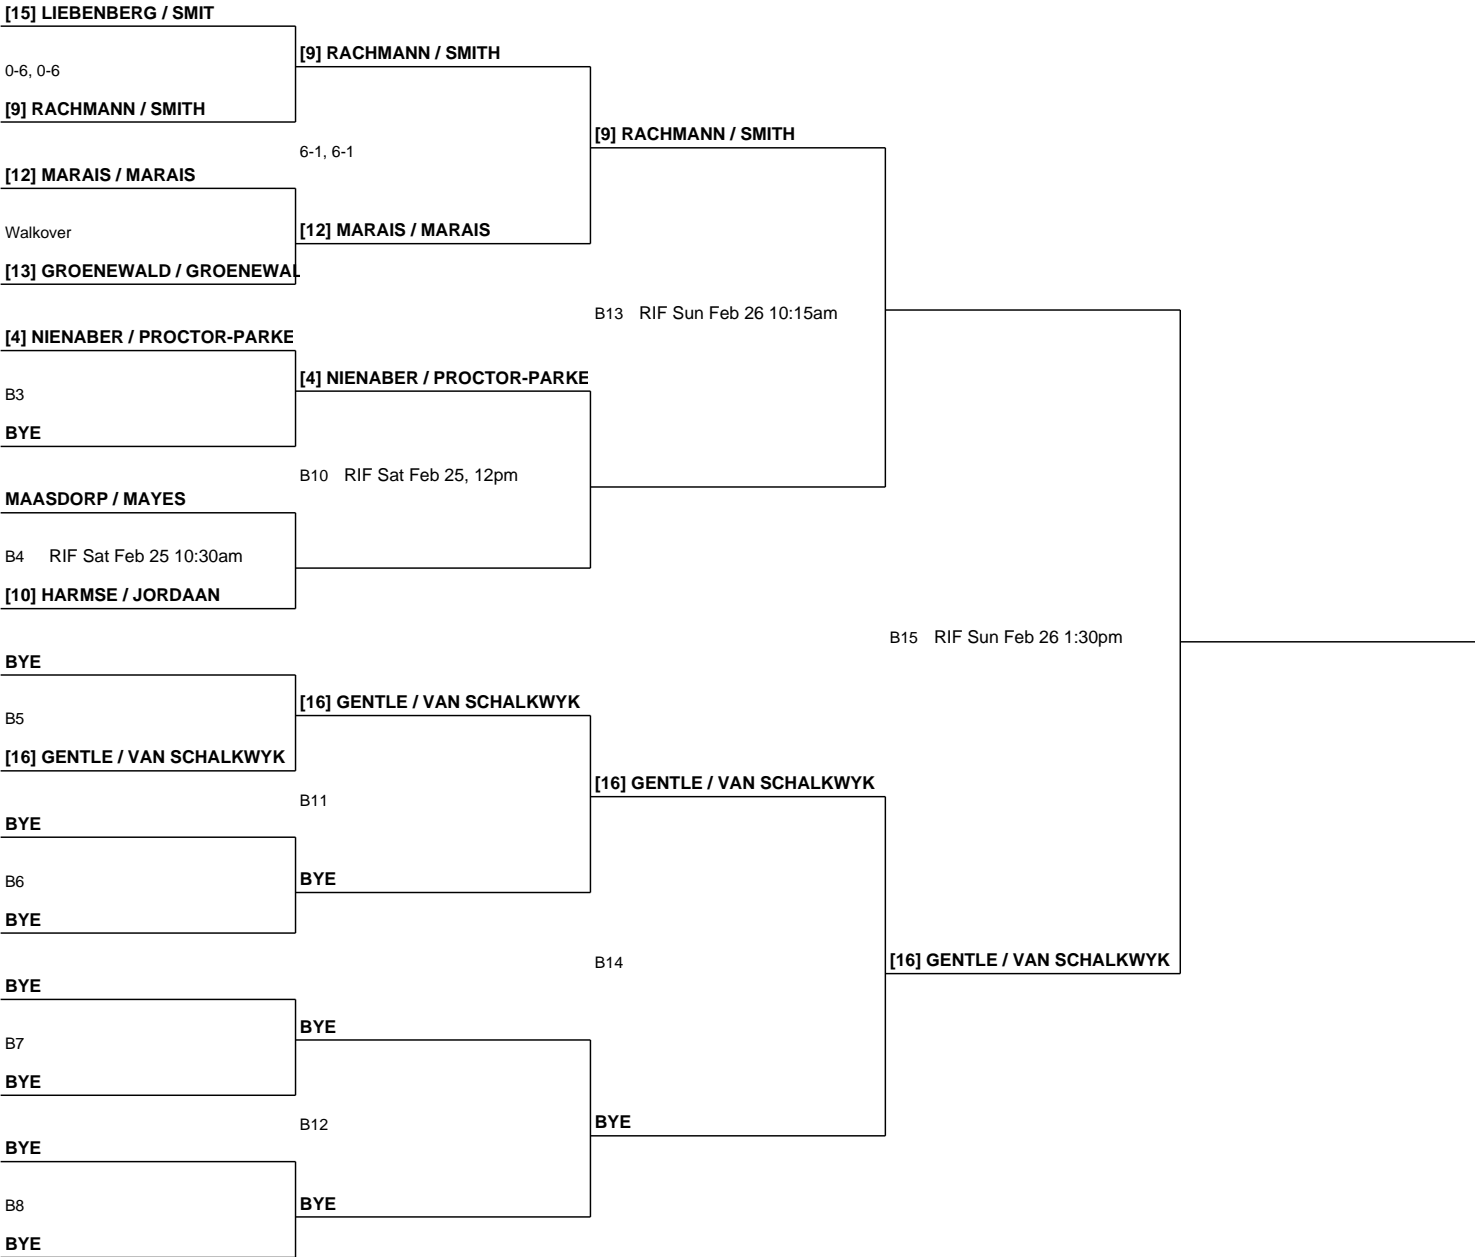 [15] LIEBENBERG / SMIT
0-6, 0-6
[9] RACHMANN / SMITH
[12] MARAIS / MARAIS
Walkover
[13] GROENEWALD / GROENEWAL
[4] NIENABER / PROCTOR-PARKE
B3
BYE
MAASDORP / MAYES
B4 RIF Sat Feb 25 10:30am
[10] HARMSE / JORDAAN
BYE
B5
[16] GENTLE / VAN SCHALKWYK
BYE
B6
BYE
BYE
B7
BYE
BYE
B8
BYE
[9] RACHMANN / SMITH
6-1, 6-1
[12] MARAIS / MARAIS
[4] NIENABER / PROCTOR-PARKE
B10 RIF Sat Feb 25, 12pm
[16] GENTLE / VAN SCHALKWYK
B11
BYE
BYE
B12
BYE
[9] RACHMANN / SMITH
B13 RIF Sun Feb 26 10:15am
[16] GENTLE / VAN SCHALKWYK
B14
BYE
B15 RIF Sun Feb 26 1:30pm
[16] GENTLE / VAN SCHALKWYK